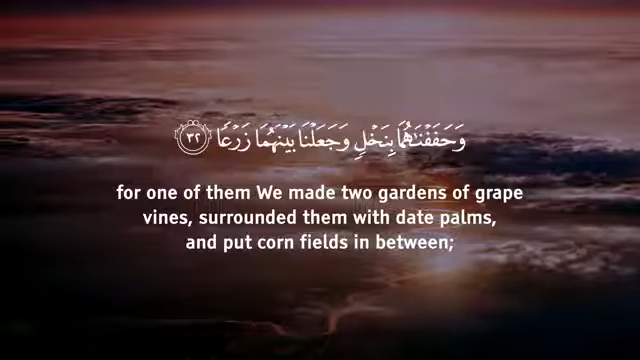 وَحَفَفْنَـٰهُمَا بِنَخْلٍ وَجَعَلْنَا بَيْنَهُمَا زَرْعًا ٣٢
for one of them We made two gardens of grape
vines, surrounded them with date palms,
and put corn fields in between;